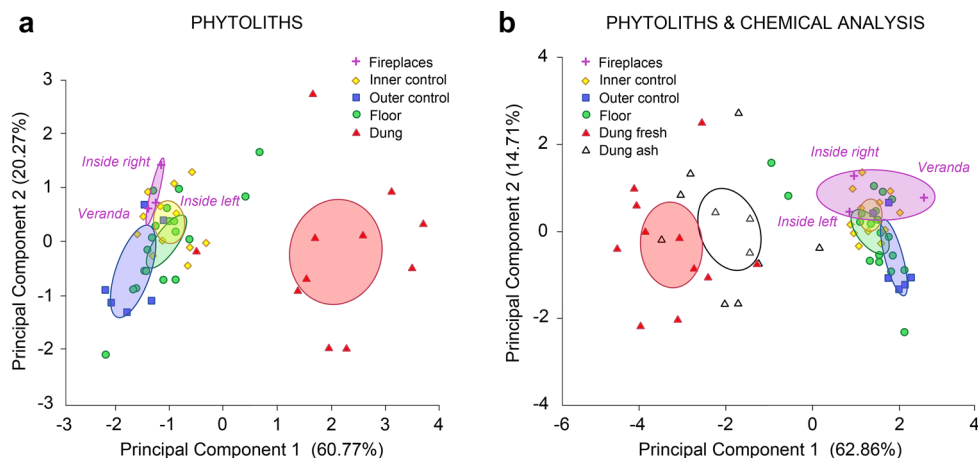 a
PHYTOLITHS
Fireplaces
Inner control
Outer control
Floor
Dung
Inside right
Inside left
Veranda
3
2
1
0
-1
-2
-3
-3
-2
-1
0
1
2
3
4
Principal Component 2 (20.27%)
Principal Component 1 (60.77%)
b
PHYTOLITHS & CHEMICAL ANALYSIS
Fireplaces
Inner control
Outer control
Floor
Dung fresh
Dung ash
Inside right
Veranda
Inside left
4
2
0
-2
-4
-6
-4
-2
0
2
4
Principal Component 2 (14.71%)
Principal Component 1 (62.86%)